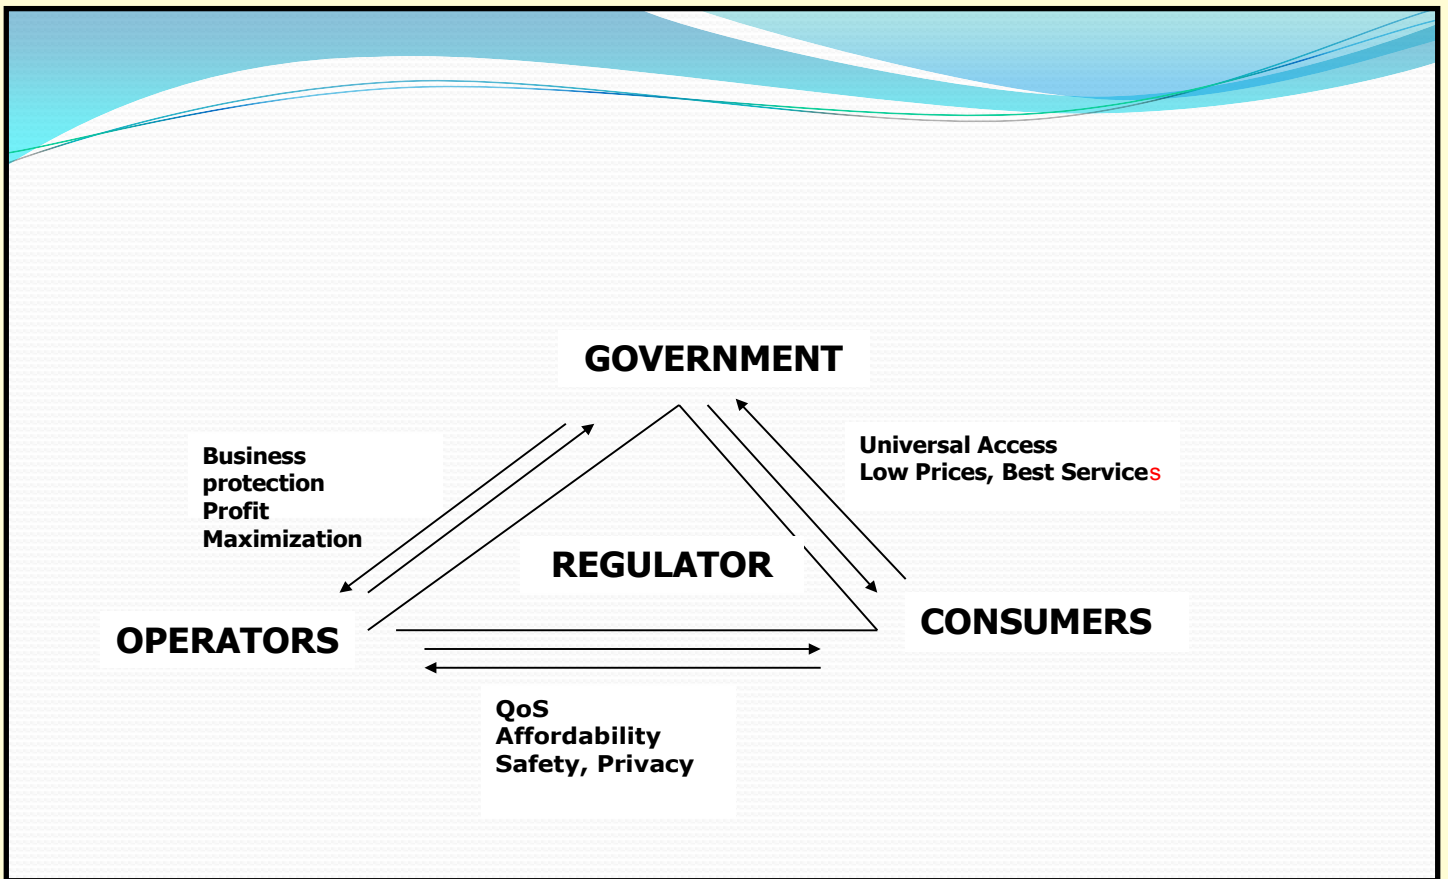 GOVERNMENT
Business
protection
Profit
Maximization
Universal Access
Low Prices, Best Services
REGULATOR
OPERATORS
CONSUMERS
QoS
Affordability
Safety, Privacy